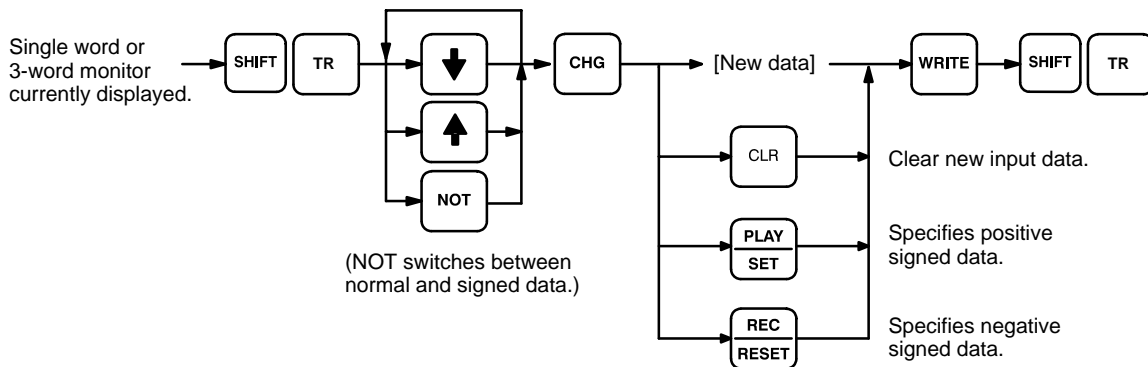 Single word or
3-word monitor
currently displayed.
SHIFT
TR
CHG
[New data]
WRITE
SHIFT
TR
CLR
Clear new input data.
NOT
(NOT switches between
normal and signed data.)
PLAY
SET
Specifies positive
signed data.
REC
RESET
Specifies negative
signed data.